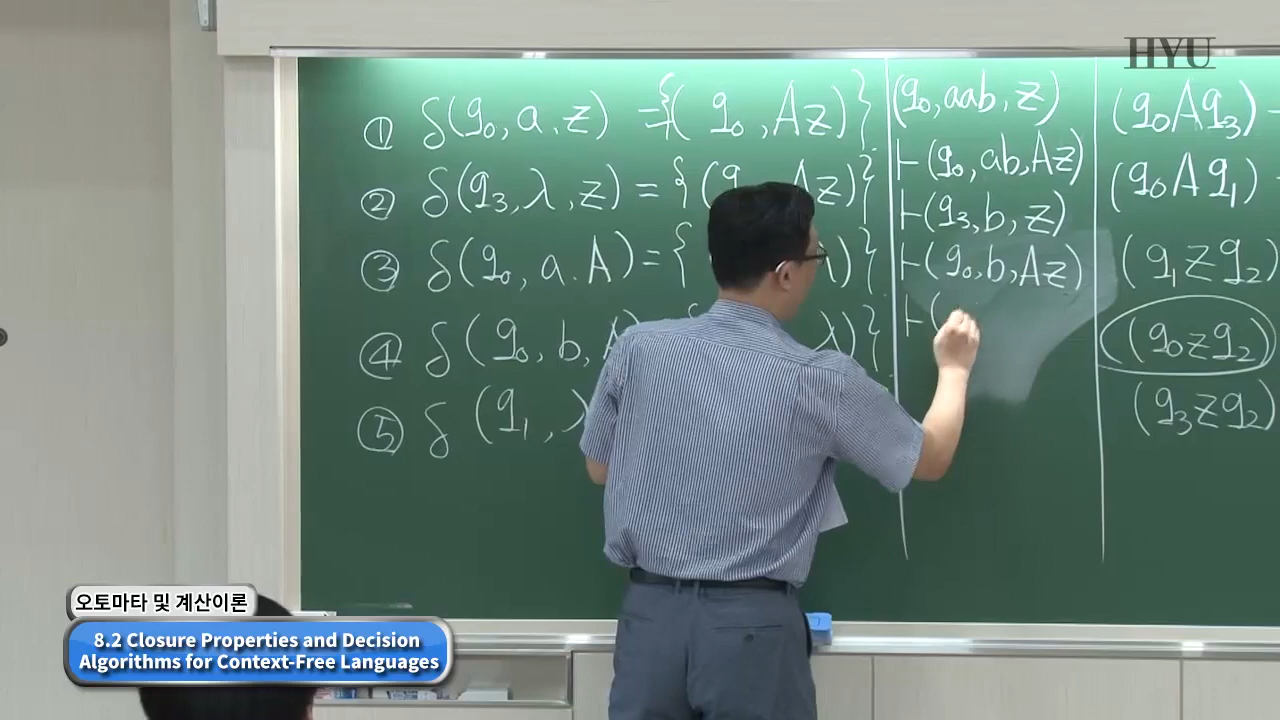 HYU
① δ(q₀, a, z) = {(q₀, Az)}
② δ(q₃, λ, z) = {(q Az)}
③ δ(q₀, a. A) = { λ)}
④ δ(q₀, b, A λ)}
⑤ δ(q₁, λ
(q₀, aab, z)
⊢(q₀, ab, Az)
⊢(q₃, b, z)
⊢(q₀, b, Az)
⊢(
(q₀Aq₃)
(q₀Aq₁)
(q₁zq₂)
(q₀zq₂)
(q₃zq₂)
오토마타 및 계산이론
8.2 Closure Properties and Decision
Algorithms for Context-Free Languages